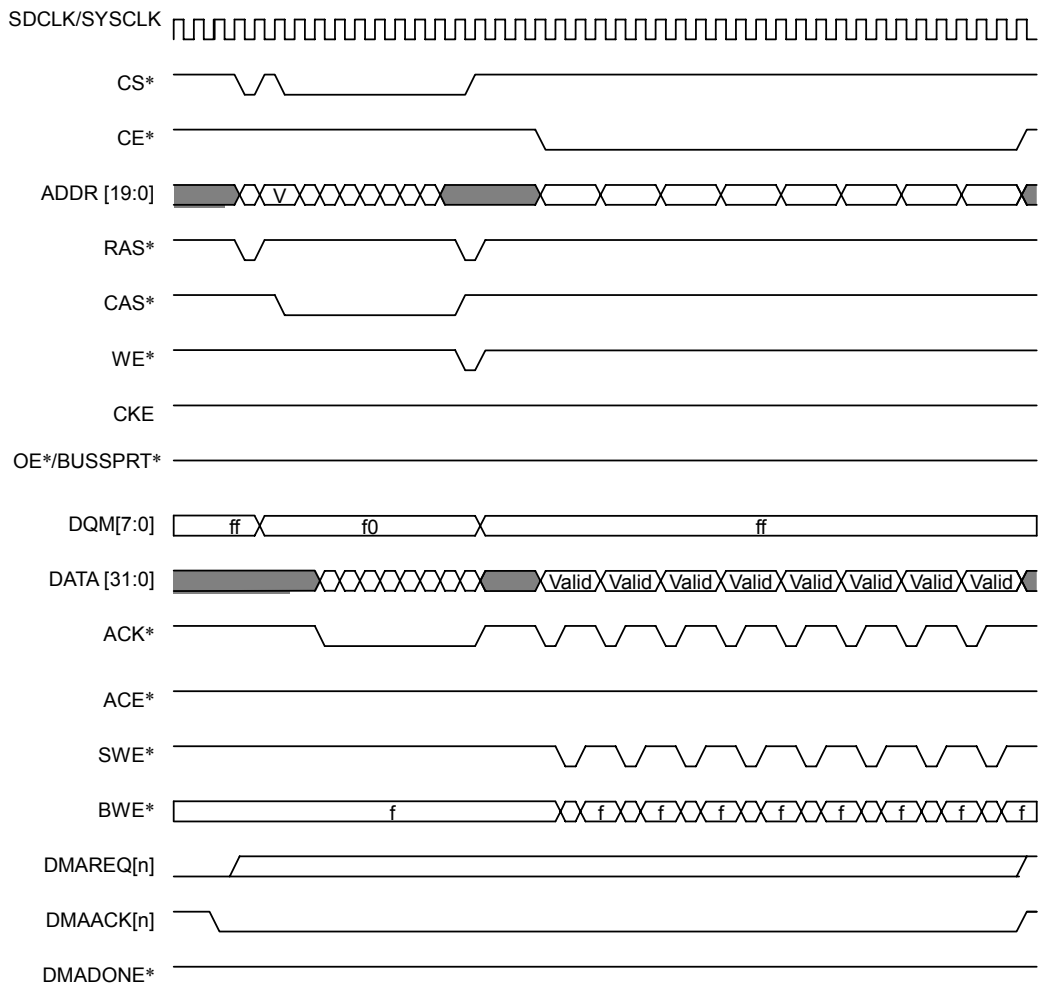 SDCLK/SYSCLK
CS*
CE*
ADDR [19:0]
V
RAS*
CAS*
WE*
CKE
OE*/BUSSPRT*
DQM[7:0] ff f0 ff
DATA [31:0] Valid Valid Valid Valid Valid Valid Valid Valid
ACK*
ACE*
SWE*
BWE* f f f f f f f f f
DMAREQ[n]
DMAACK[n]
DMADONE*